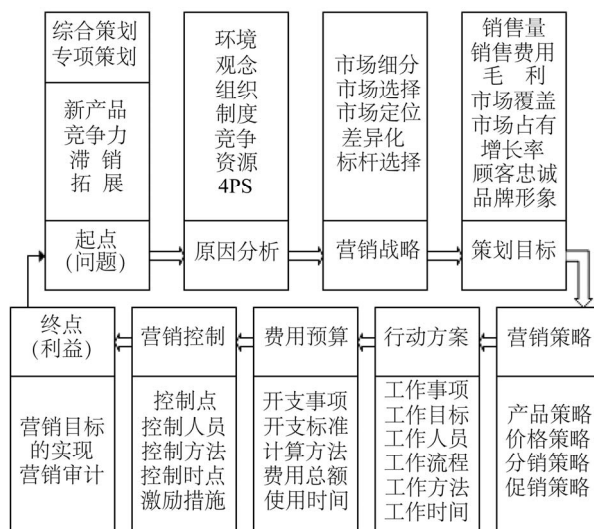 综合策划
专项策划
新产品
竞争力
滞 销
拓 展
起点
(问题)
环境
观念
组织
制度
竞争
资源
4PS
原因分析
市场细分
市场选择
市场定位
差异化
标杆选择
营销战略
销售量
销售费用
毛 利
市场覆盖
市场占有
增长率
顾客忠诚
品牌形象
策划目标
终点
(利益)
营销目标
的实现
营销审计
营销控制
控制点
控制人员
控制方法
控制时点
激励措施
费用预算
开支事项
开支标准
计算方法
费用总额
使用时间
行动方案
工作事项
工作目标
工作人员
工作流程
工作方法
工作时间
营销策略
产品策略
价格策略
分销策略
促销策略